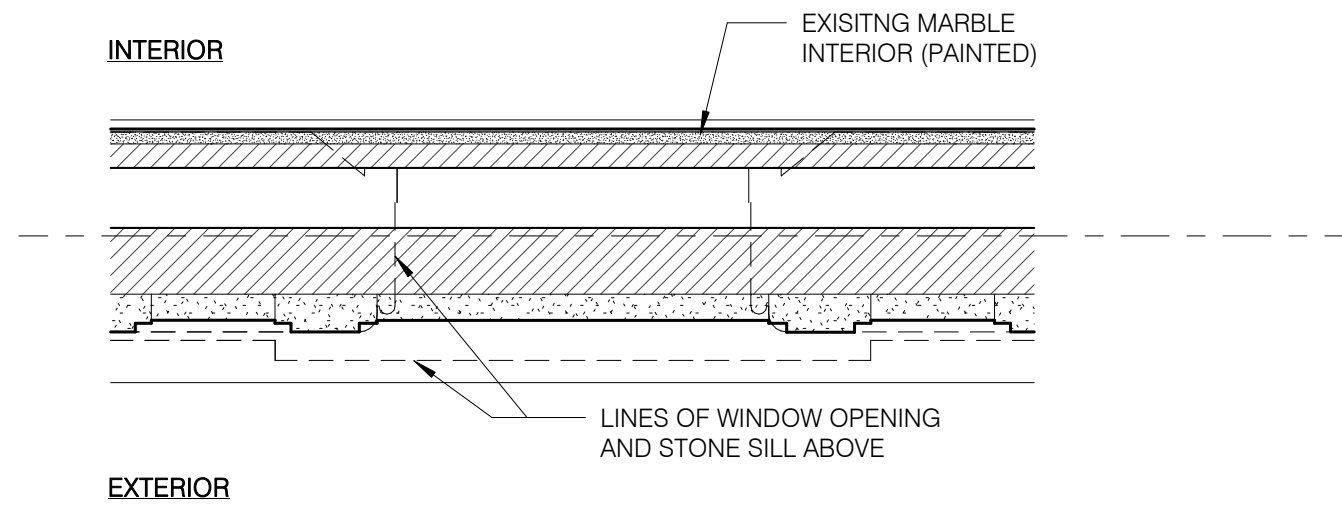 INTERIOR
EXISITNG MARBLE
INTERIOR (PAINTED)
LINES OF WINDOW OPENING
AND STONE SILL ABOVE
EXTERIOR